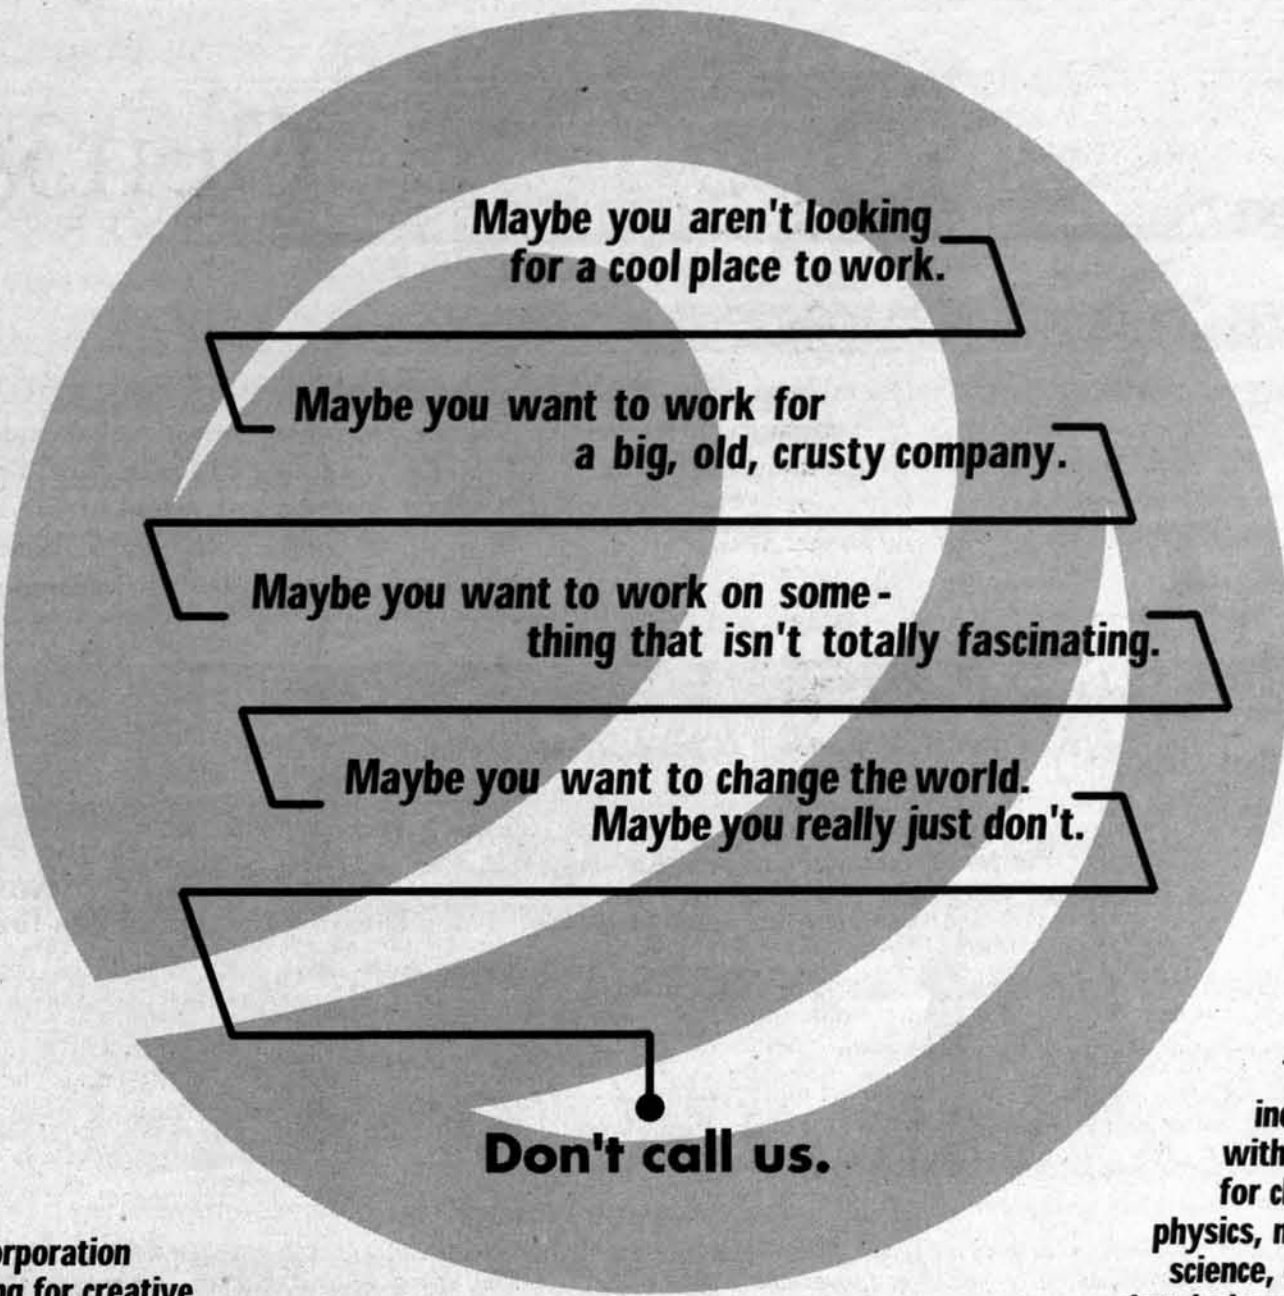 Maybe you aren't looking
for a cool place to work.
Maybe you want to work for
a big, old, crusty company.
Maybe you want to work on some-
thing that isn't totally fascinating.
Maybe you want to change the world.
Maybe you really just don't.
Don't call us.
with
physics,
science,
for creative